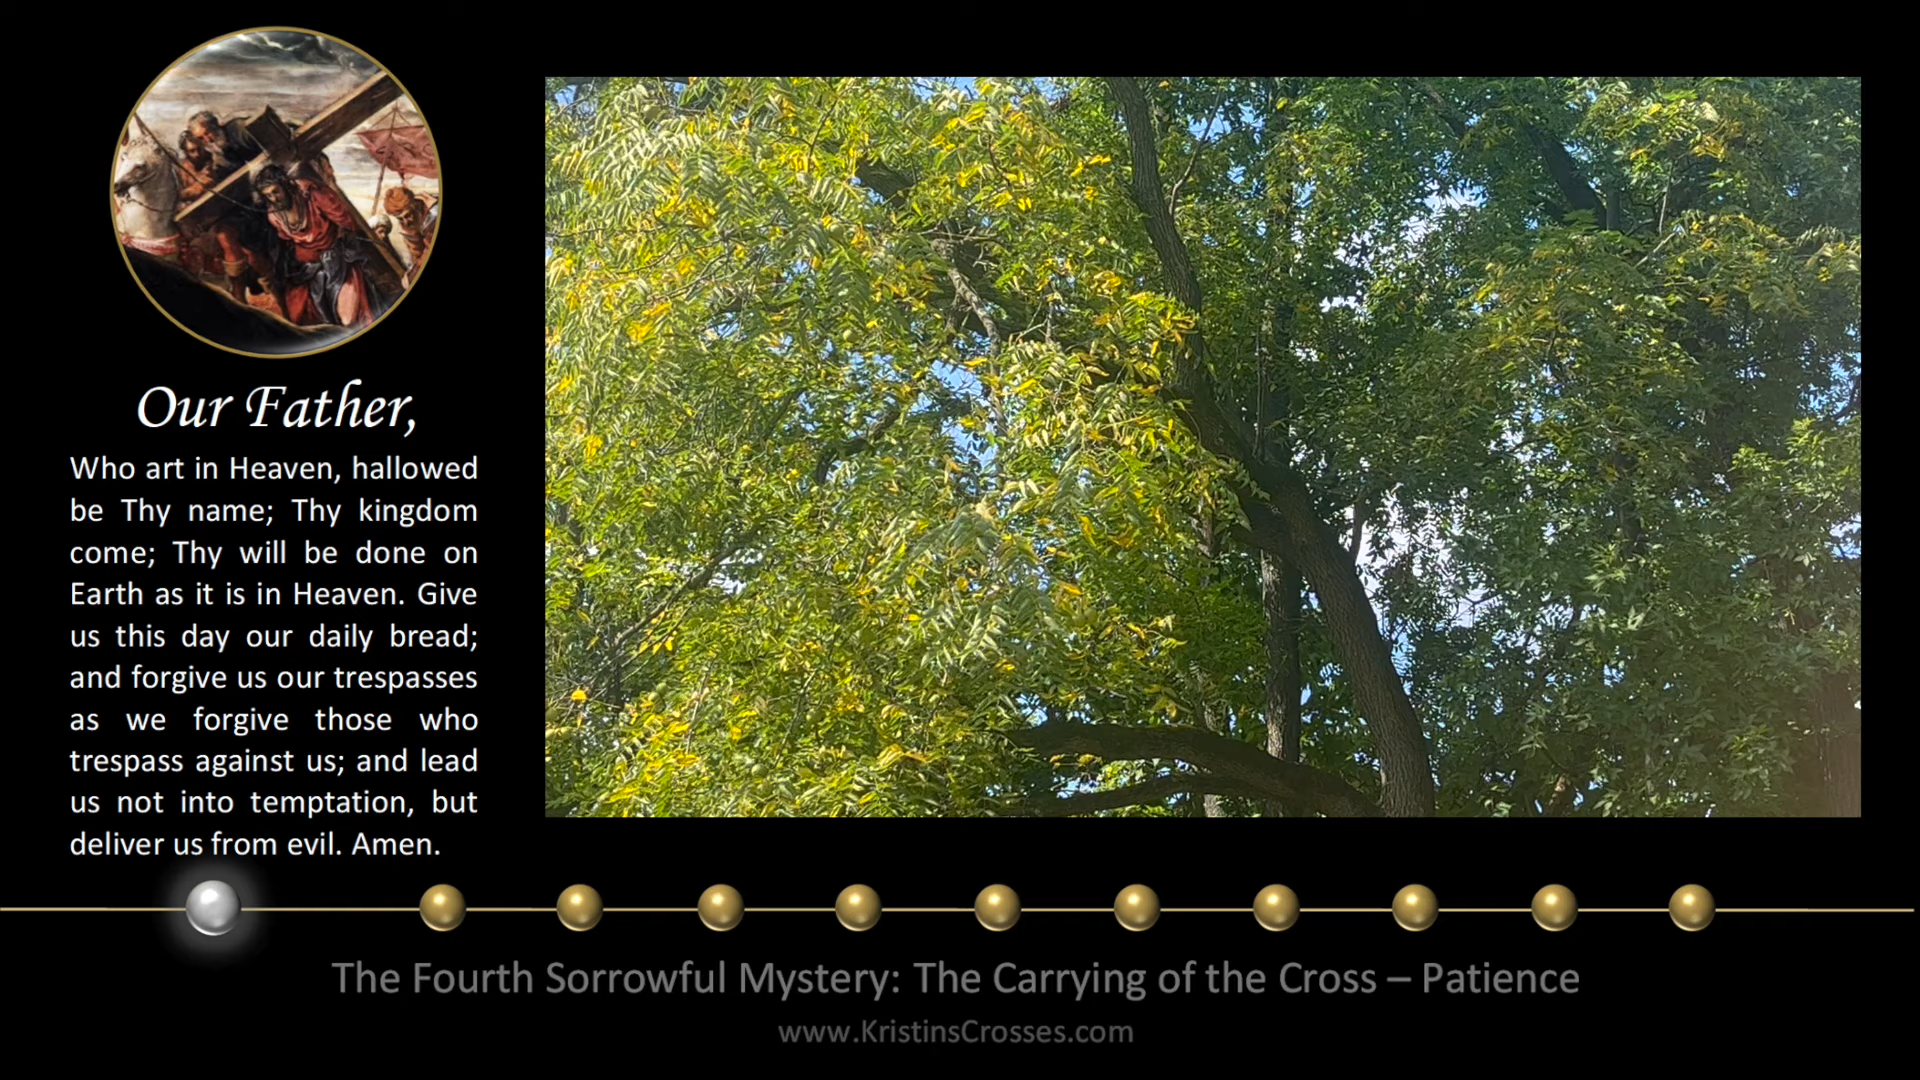 Our Father,
Who art in Heaven, hallowed
be Thy name; Thy kingdom
come; Thy will be done on
Earth as it is in Heaven. Give
us this day our daily bread;
and forgive us our trespasses
as we forgive those who
trespass against us; and lead
us not into temptation, but
deliver us from evil. Amen.
The Fourth Sorrowful Mystery: The Carrying of the Cross – Patience
www.KristinsCrosses.com